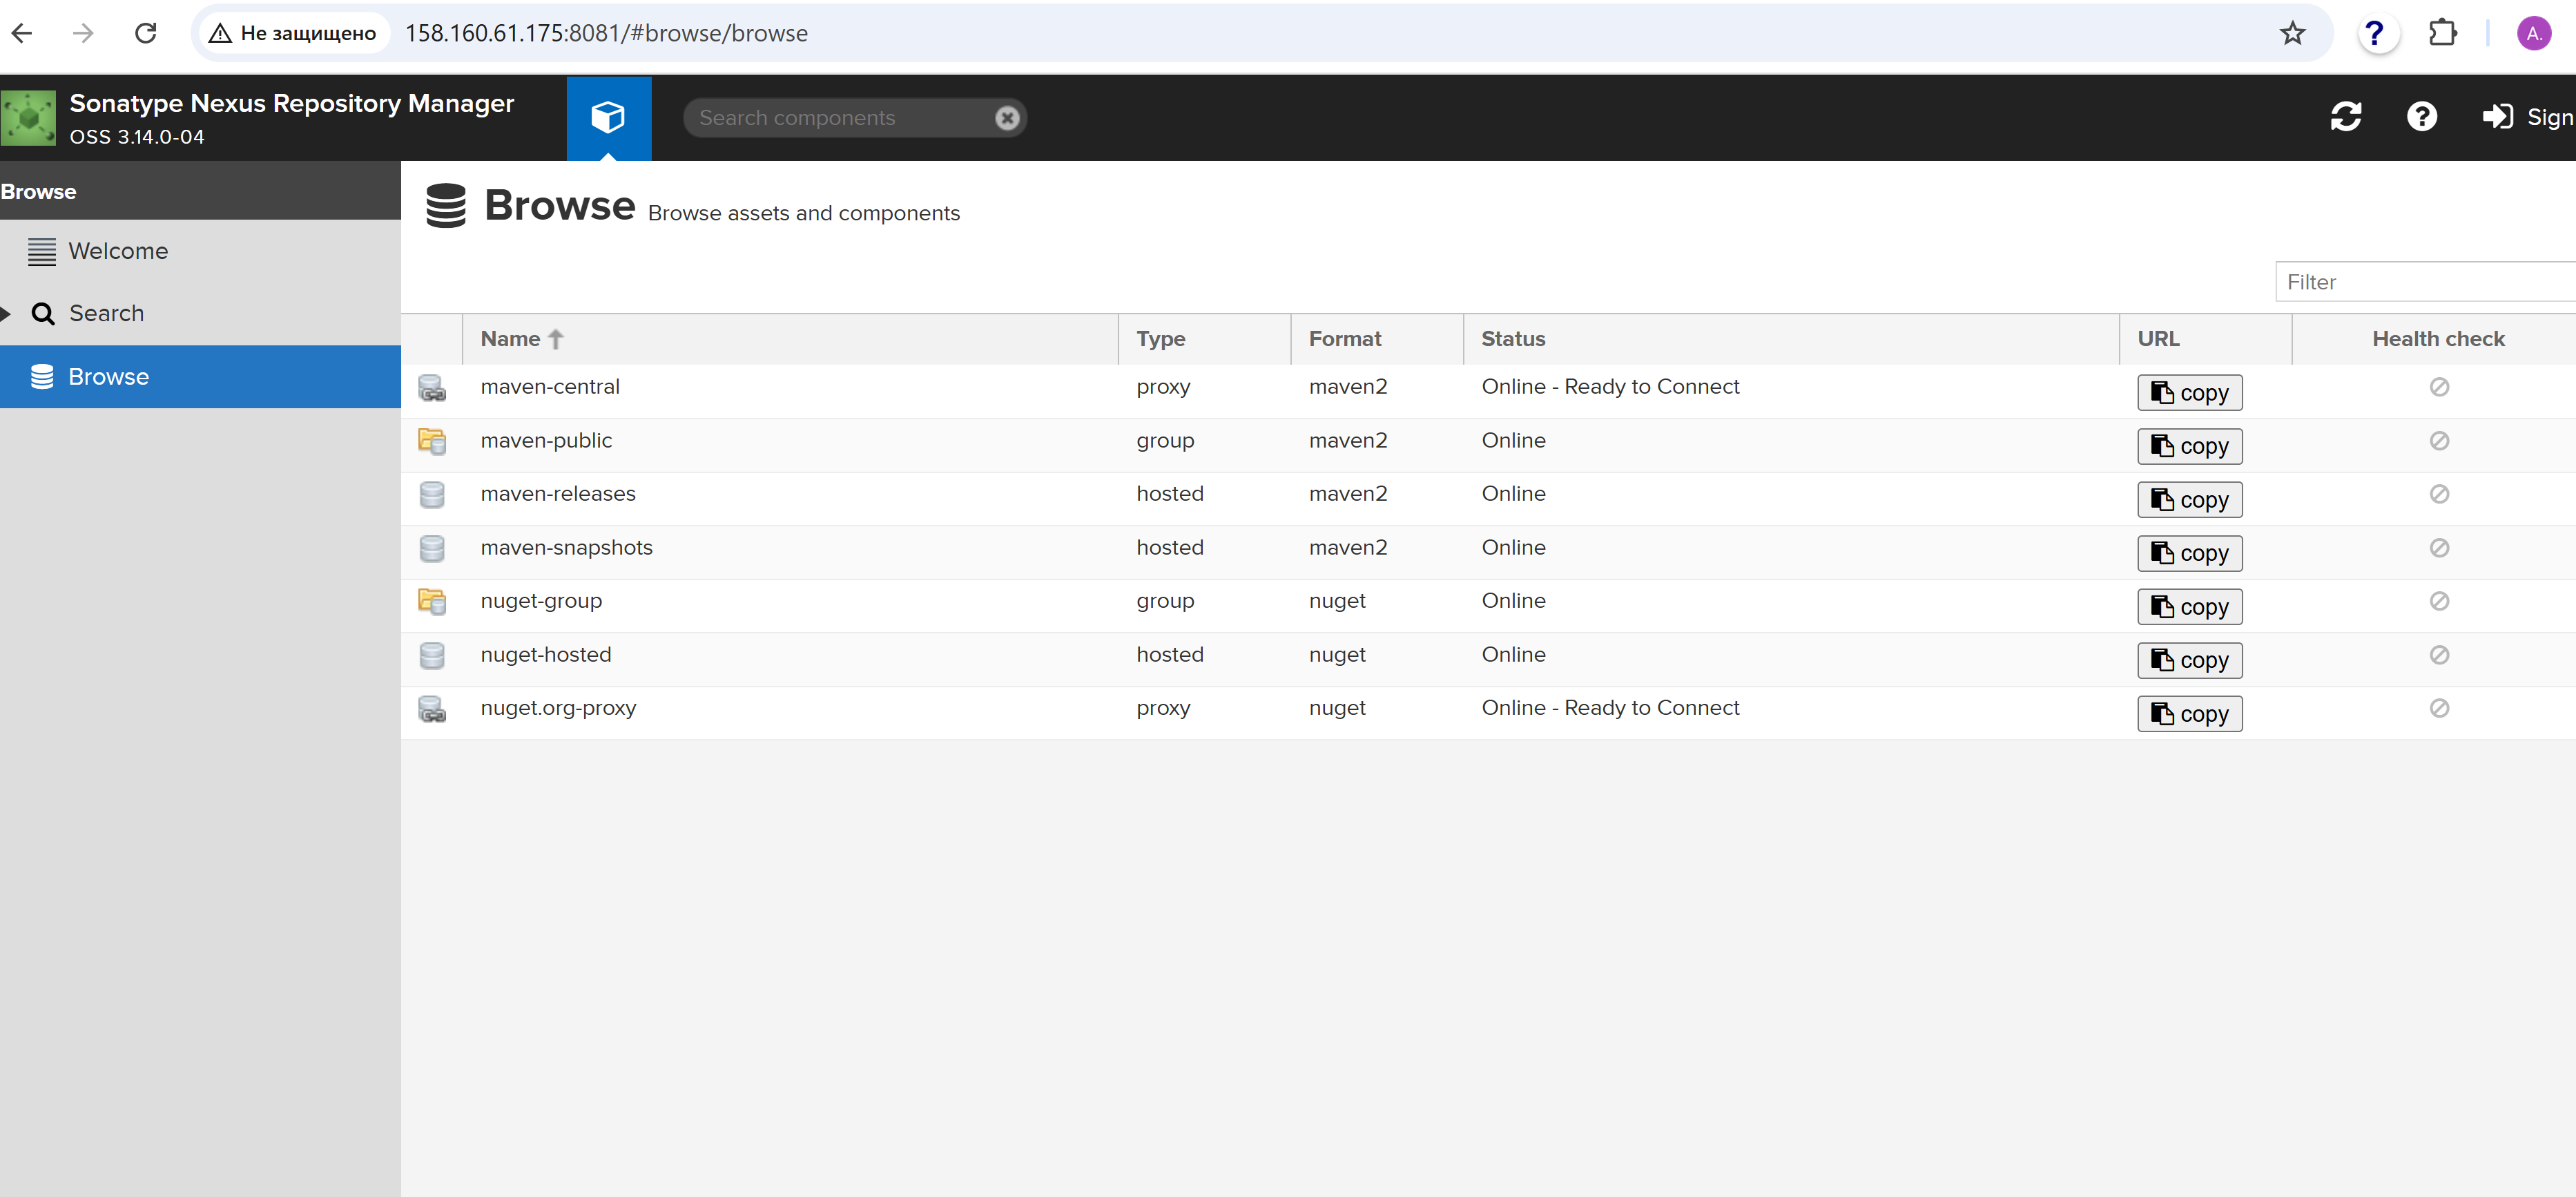 Не защищено 158.160.61.175:8081/#browse/browse ? A.
Sonatype Nexus Repository Manager
OSS 3.14.0-04
Search components
Sign
Browse
Welcome
Search
Browse
Browse Browse assets and components
Filter
Name Type Format Status URL Health check
maven-central proxy maven2 Online - Ready to Connect copy
maven-public group maven2 Online copy
maven-releases hosted maven2 Online copy
maven-snapshots hosted maven2 Online copy
nuget-group group nuget Online copy
nuget-hosted hosted nuget Online copy
nuget.org-proxy proxy nuget Online - Ready to Connect copy